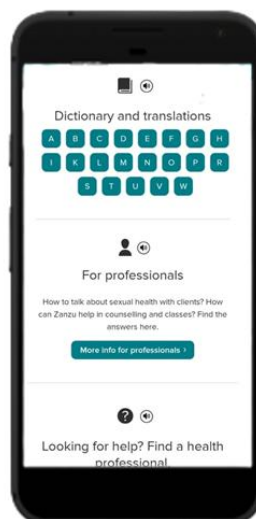 Dictionary and translations
A B C D E F G H
I K L M N O P R
S T U V W
For professionals
How to talk about sexual health with clients? How
can Zanzu help in counselling and classes? Find the
answers here.
More info for professionals ›
?
Looking for help? Find a health
professional.